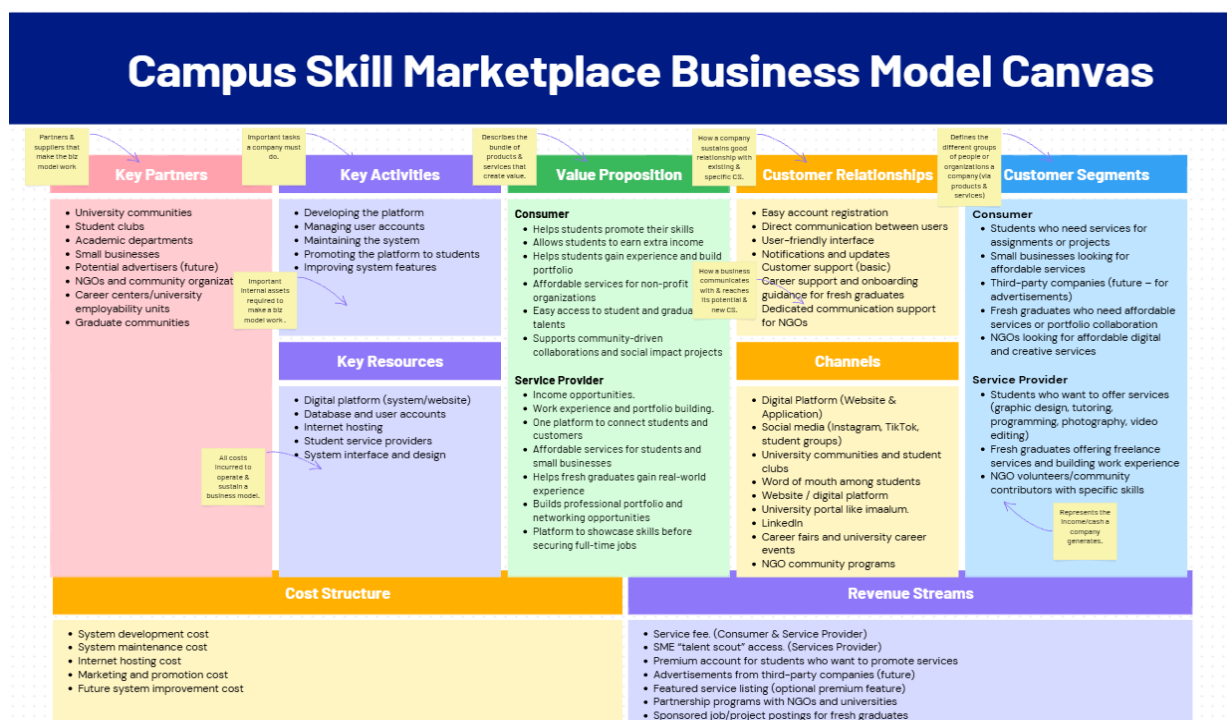 Campus Skill Marketplace Business Model Canvas
Partners &
suppliers that
make the biz
model work
Key Partners
• University communities
• Student clubs
• Academic departments
• Small businesses
• Potential advertisers (future)
• NGOs and community organizat
• Career centers/university
employability units
• Graduate communities
Important tasks
a company must
do.
Key Activities
• Developing the platform
• Managing user accounts
• Maintaining the system
• Promoting the platform to students
• Improving system features
Important
Internal assets
required to
make a biz
model work..
Key Resources
• Digital platform (system/website)
• Database and user accounts
• Internet hosting
• Student service providers
• System interface and design
All costs
incurred to
operate &
sustain a
business model.
Describes the
bundle of
products &
services that
create value.
Value Proposition
Consumer
• Helps students promote their skills
• Allows students to earn extra income
• Helps students gain experience and build
portfolio
• Affordable services for non-profit
organizations
• Easy access to student and gradua
talents
• Supports community-driven
collaborations and social impact projects
Service Provider
• Income opportunities.
• Work experience and portfolio building.
• One platform to connect students and
customers
• Affordable services for students and
small businesses
• Helps fresh graduates gain real-world
experience
• Builds professional portfolio and
networking opportunities
• Platform to showcase skills before
securing full-time jobs
How a company
sustains good
relationship with
existing &
specific CS.
Customer Relationships
• Easy account registration
• Direct communication between users
• User-friendly interface
• Notifications and updates
Customer support (basic)
Career support and onboarding
guidance for fresh graduates
Dedicated communication support
for NGOs
How a business
communicates
with & reaches
its potential &
new CS.
Channels
• Digital Platform (Website &
Application)
• Social media (Instagram, TikTok,
student groups)
• University communities and student
clubs
• Word of mouth among students
• Website / digital platform
• University portal like imaalum.
• LinkedIn
• Career fairs and university career
events
• NGO community programs
Defines the
different groups
of people or
organizations a
company(via
products &
services)
Customer Segments
Consumer
• Students who need services for
assignments or projects
• Small businesses looking for
affordable services
• Third-party companies (future – for
advertisements)
• Fresh graduates who need affordable
services or portfolio collaboration
• NGOs looking for affordable digital
and creative services
Service Provider
• Students who want to offer services
(graphic design, tutoring,
programming, photography, video
editing)
• Fresh graduates offering freelance
services and building work experience
• NGO volunteers/community
contributors with specific skills
Represents the
income/cash a
company
generates..
Cost Structure
• System development cost
• System maintenance cost
• Internet hosting cost
• Marketing and promotion cost
• Future system improvement cost
Revenue Streams
• Service fee. (Consumer & Service Provider)
• SME “talent scout” access. (Services Provider)
• Premium account for students who want to promote services
• Advertisements from third-party companies (future)
• Featured service listing (optional premium feature)
• Partnership programs with NGOs and universities
• Sponsored job/project postings for fresh graduates